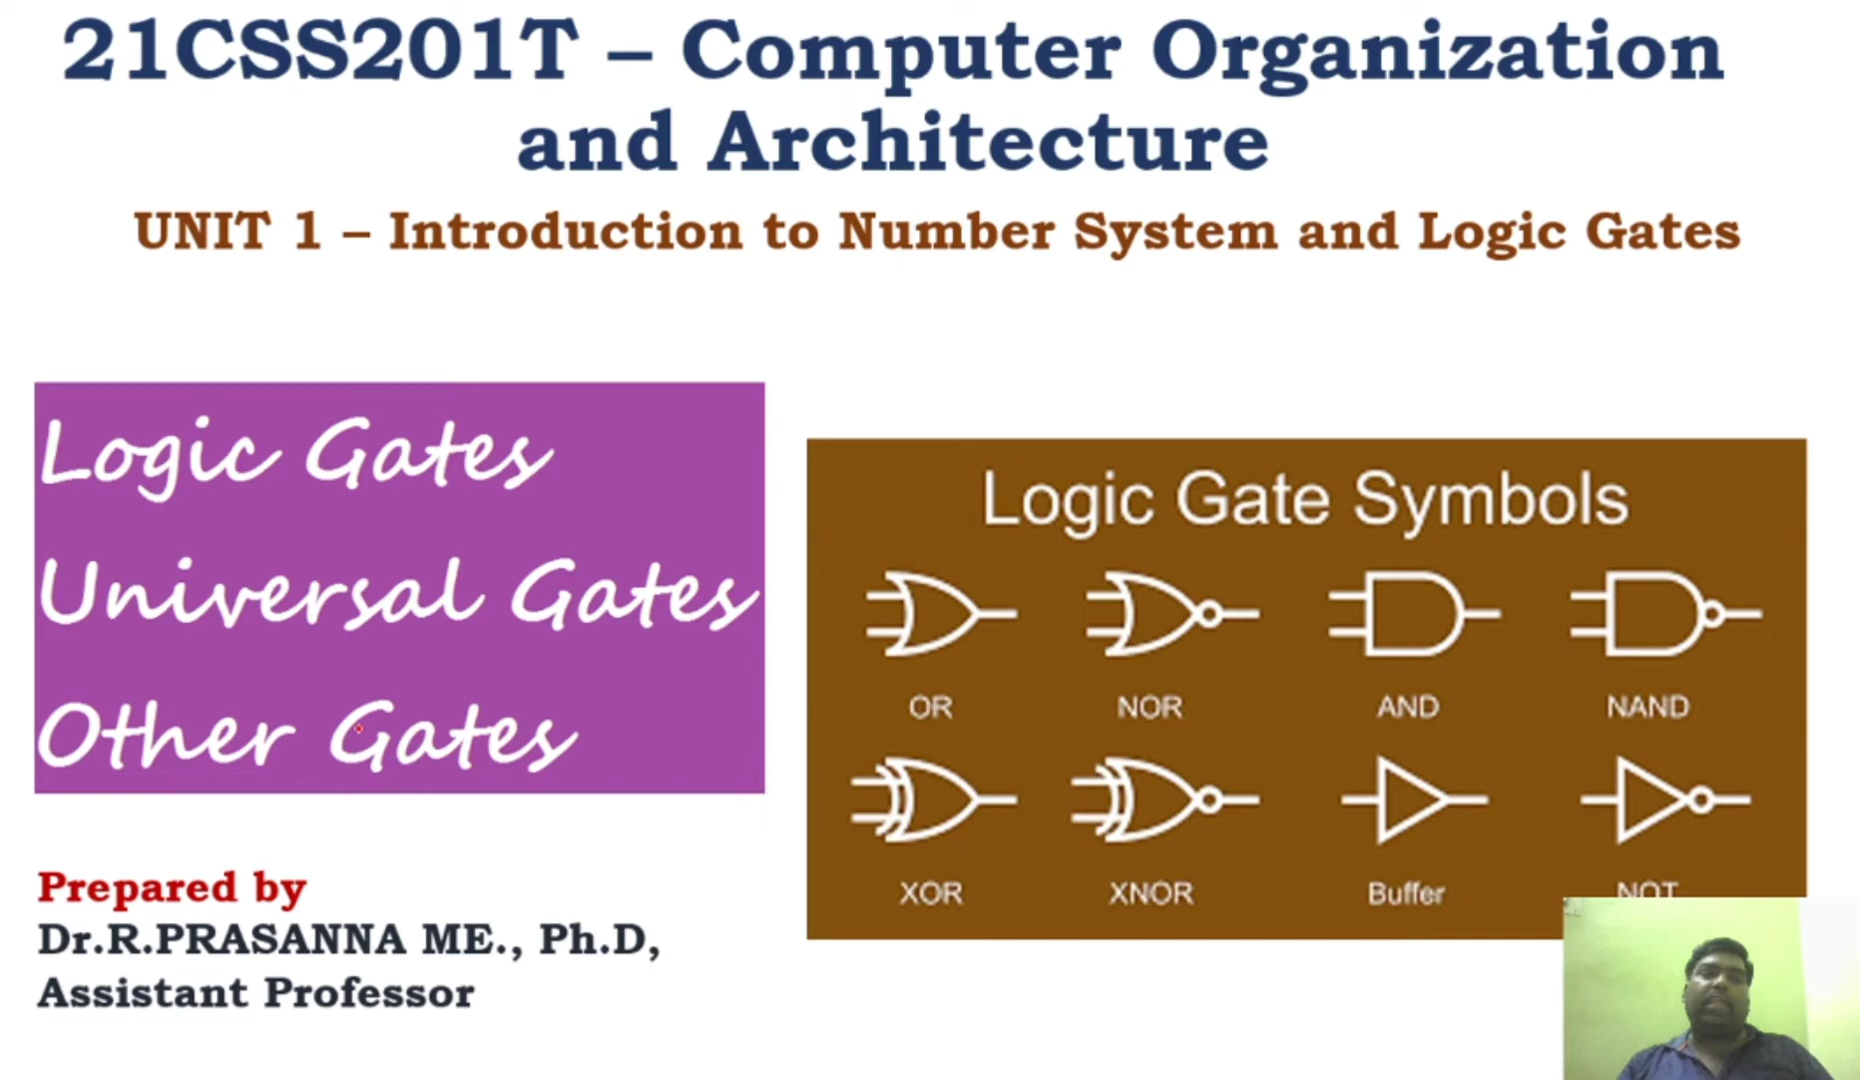 21CSS201T – Computer Organization
and Architecture
UNIT 1 – Introduction to Number System and Logic Gates
Logic Gates
Universal Gates
Other Gates
Logic Gate Symbols
OR NOR AND NAND
XOR XNOR Buffer NOT
Prepared by
Dr.R.PRASANNA ME., Ph.D,
Assistant Professor